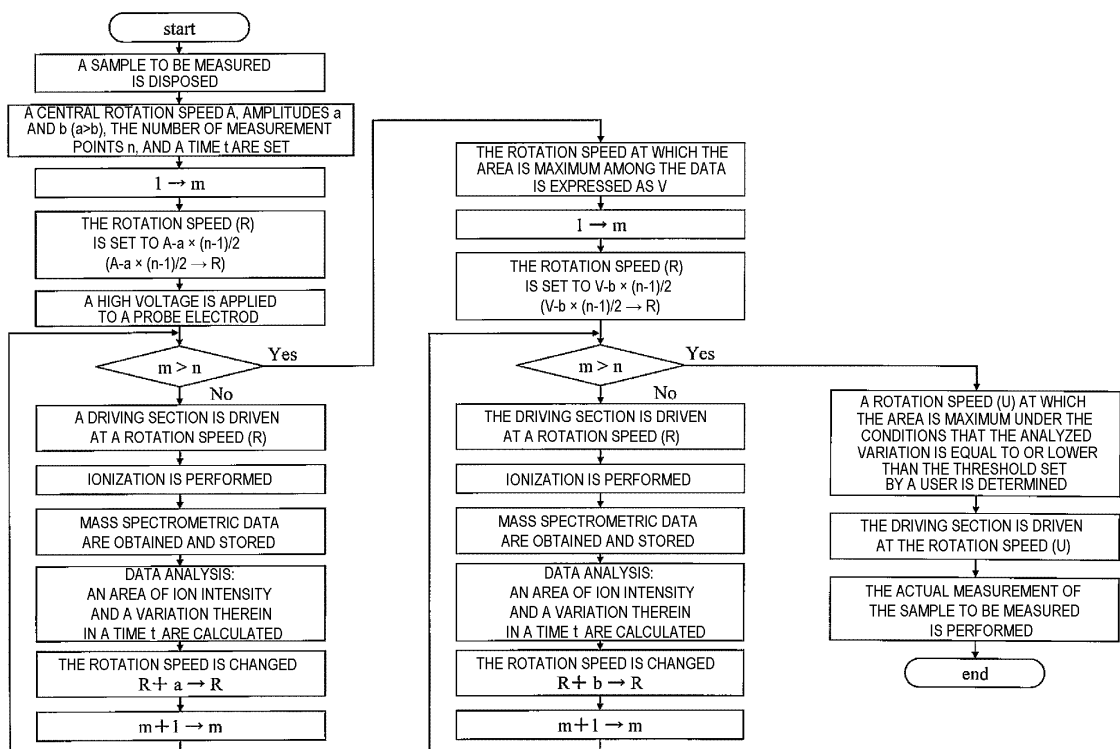 start
A SAMPLE TO BE MEASURED
IS DISPOSED
A CENTRAL ROTATION SPEED A, AMPLITUDES a
AND b (a>b), THE NUMBER OF MEASUREMENT
POINTS n, AND A TIME t ARE SET
1 → m
THE ROTATION SPEED (R)
IS SET TO A-a × (n-1)/2
(A-a × (n-1)/2 → R)
A HIGH VOLTAGE IS APPLIED
TO A PROBE ELECTROD
m > n
Yes
No
A DRIVING SECTION IS DRIVEN
AT A ROTATION SPEED (R)
IONIZATION IS PERFORMED
MASS SPECTROMETRIC DATA
ARE OBTAINED AND STORED
DATA ANALYSIS:
AN AREA OF ION INTENSITY
AND A VARIATION THEREIN
IN A TIME t ARE CALCULATED
THE ROTATION SPEED IS CHANGED
R+ a → R
m+1 → m
THE ROTATION SPEED AT WHICH THE
AREA IS MAXIMUM AMONG THE DATA
IS EXPRESSED AS V
1 → m
THE ROTATION SPEED (R)
IS SET TO V-b × (n-1)/2
(V-b × (n-1)/2 → R)
m > n
Yes
No
THE DRIVING SECTION IS DRIVEN
AT A ROTATION SPEED (R)
IONIZATION IS PERFORMED
MASS SPECTROMETRIC DATA
ARE OBTAINED AND STORED
DATA ANALYSIS:
AN AREA OF ION INTENSITY
AND A VARIATION THEREIN
IN A TIME t ARE CALCULATED
THE ROTATION SPEED IS CHANGED
R+ b → R
m+1 → m
A ROTATION SPEED (U) AT WHICH
THE AREA IS MAXIMUM UNDER THE
CONDITIONS THAT THE ANALYZED
VARIATION IS EQUAL TO OR LOWER
THAN THE THRESHOLD SET
BY A USER IS DETERMINED
THE DRIVING SECTION IS DRIVEN
AT THE ROTATION SPEED (U)
THE ACTUAL MEASUREMENT OF
THE SAMPLE TO BE MEASURED
IS PERFORMED
end